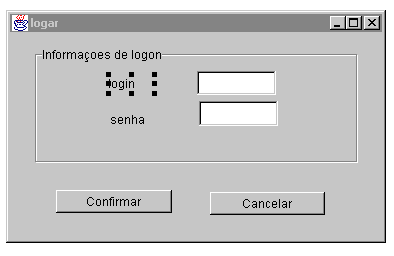 logar
Informaçoes de logon
login
senha
Confirmar
Cancelar